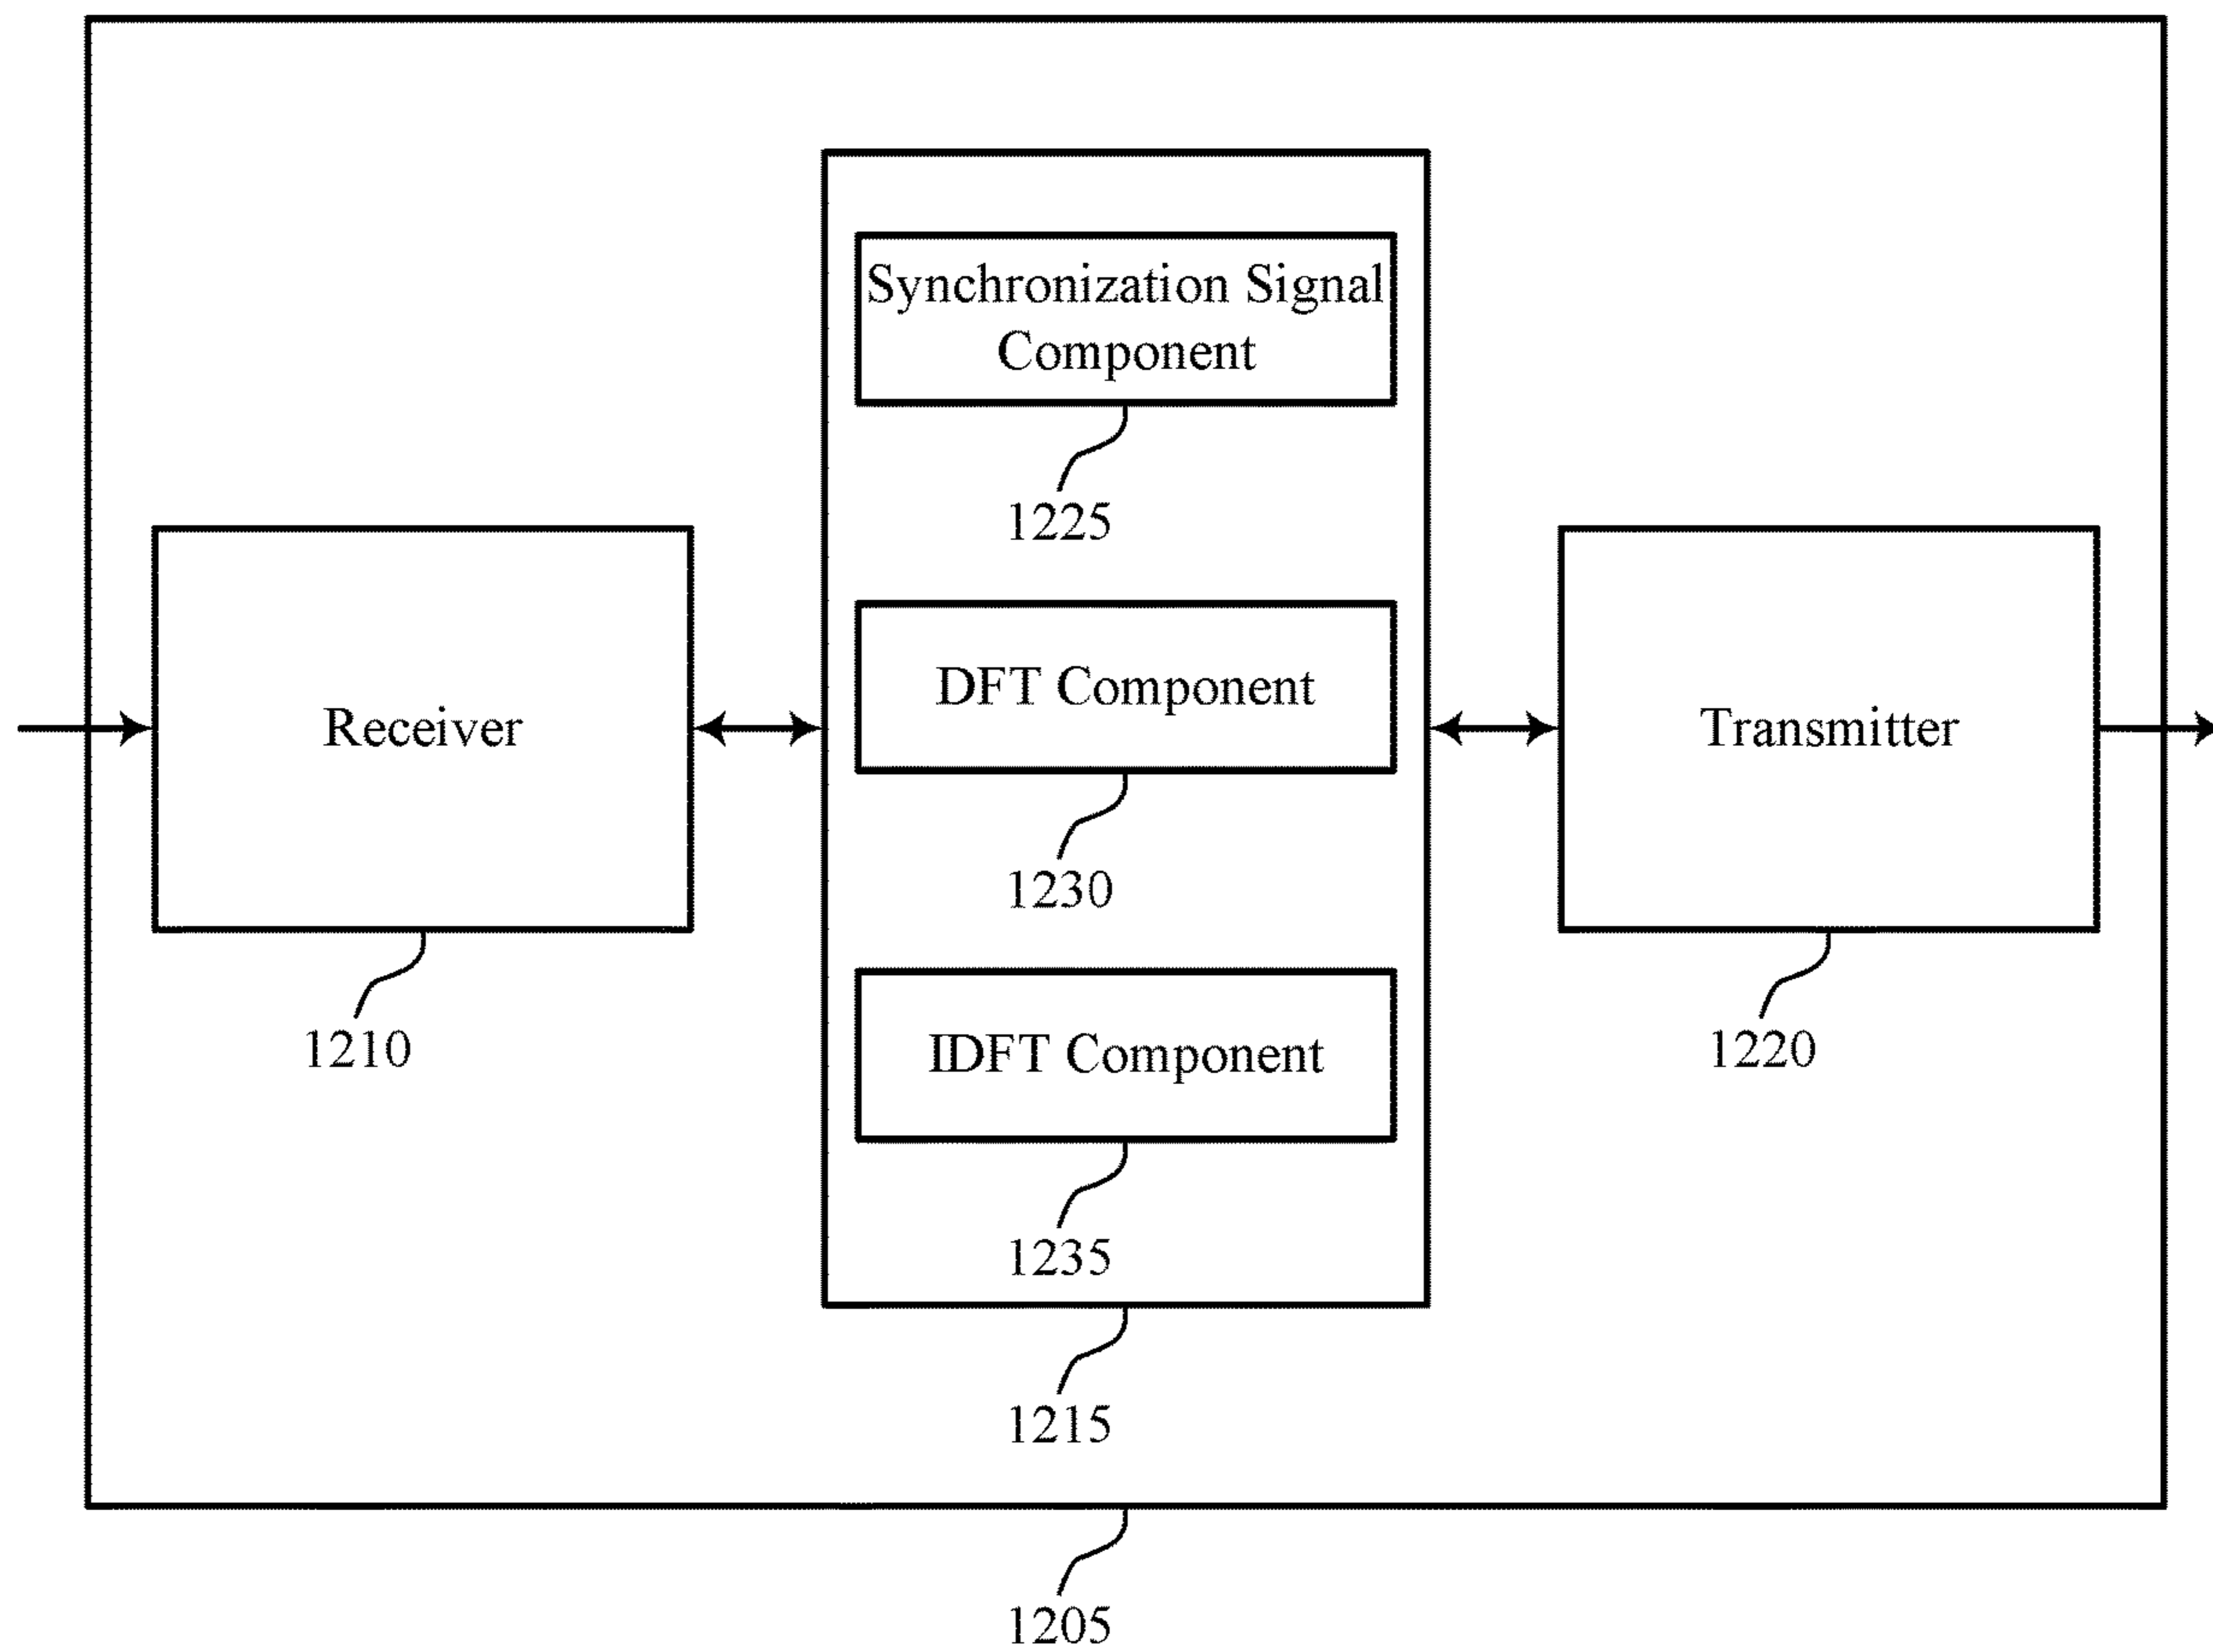 Synchronization Signal
Component
1225
Receiver
1210
DFT Component
1230
Transmitter
1220
IDFT Component
1235
1215
1205